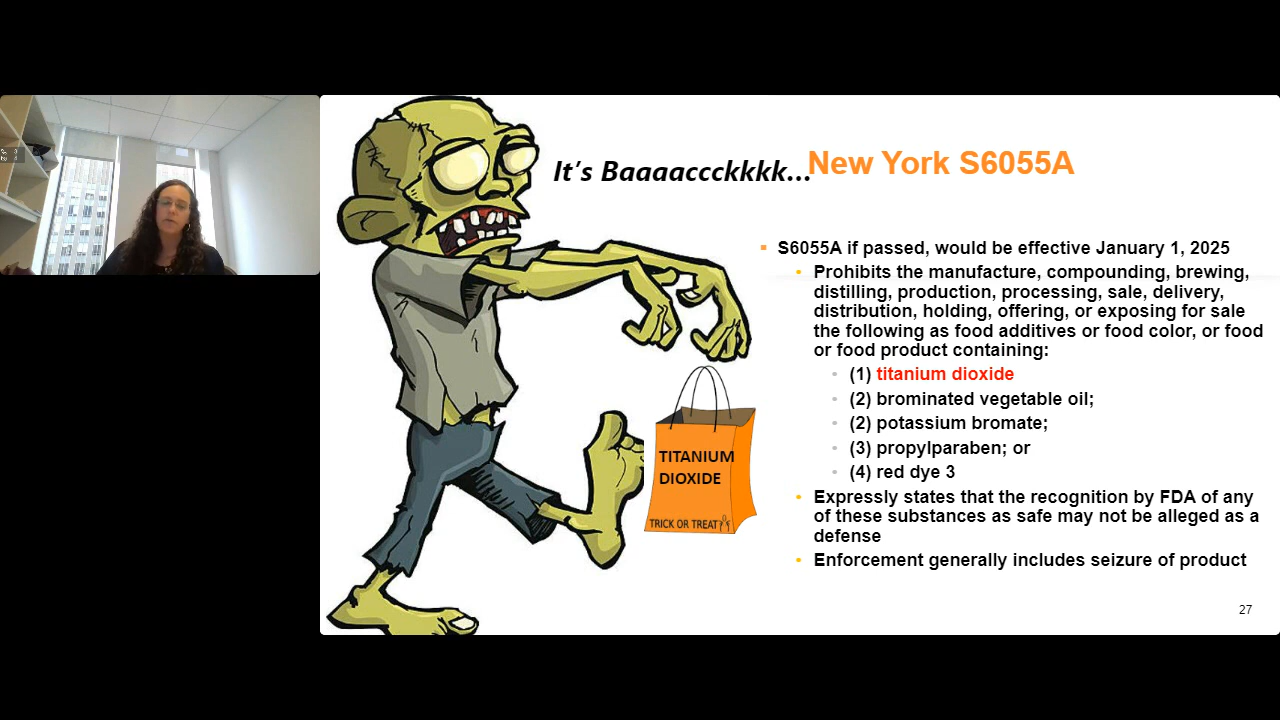 It's Baaaaccckkkk...
New York S6055A
S6055A if passed, would be effective January 1, 2025
Prohibits the manufacture, compounding, brewing,
distilling, production, processing, sale, delivery,
distribution, holding, offering, or exposing for sale
the following as food additives or food color, or food
or food product containing:
(1) titanium dioxide
(2) brominated vegetable oil;
(2) potassium bromate;
(3) propylparaben; or
(4) red dye 3
Expressly states that the recognition by FDA of any
of these substances as safe may not be alleged as a
defense
Enforcement generally includes seizure of product
TITANIUM
DIOXIDE
TRICK OR TREAT
27